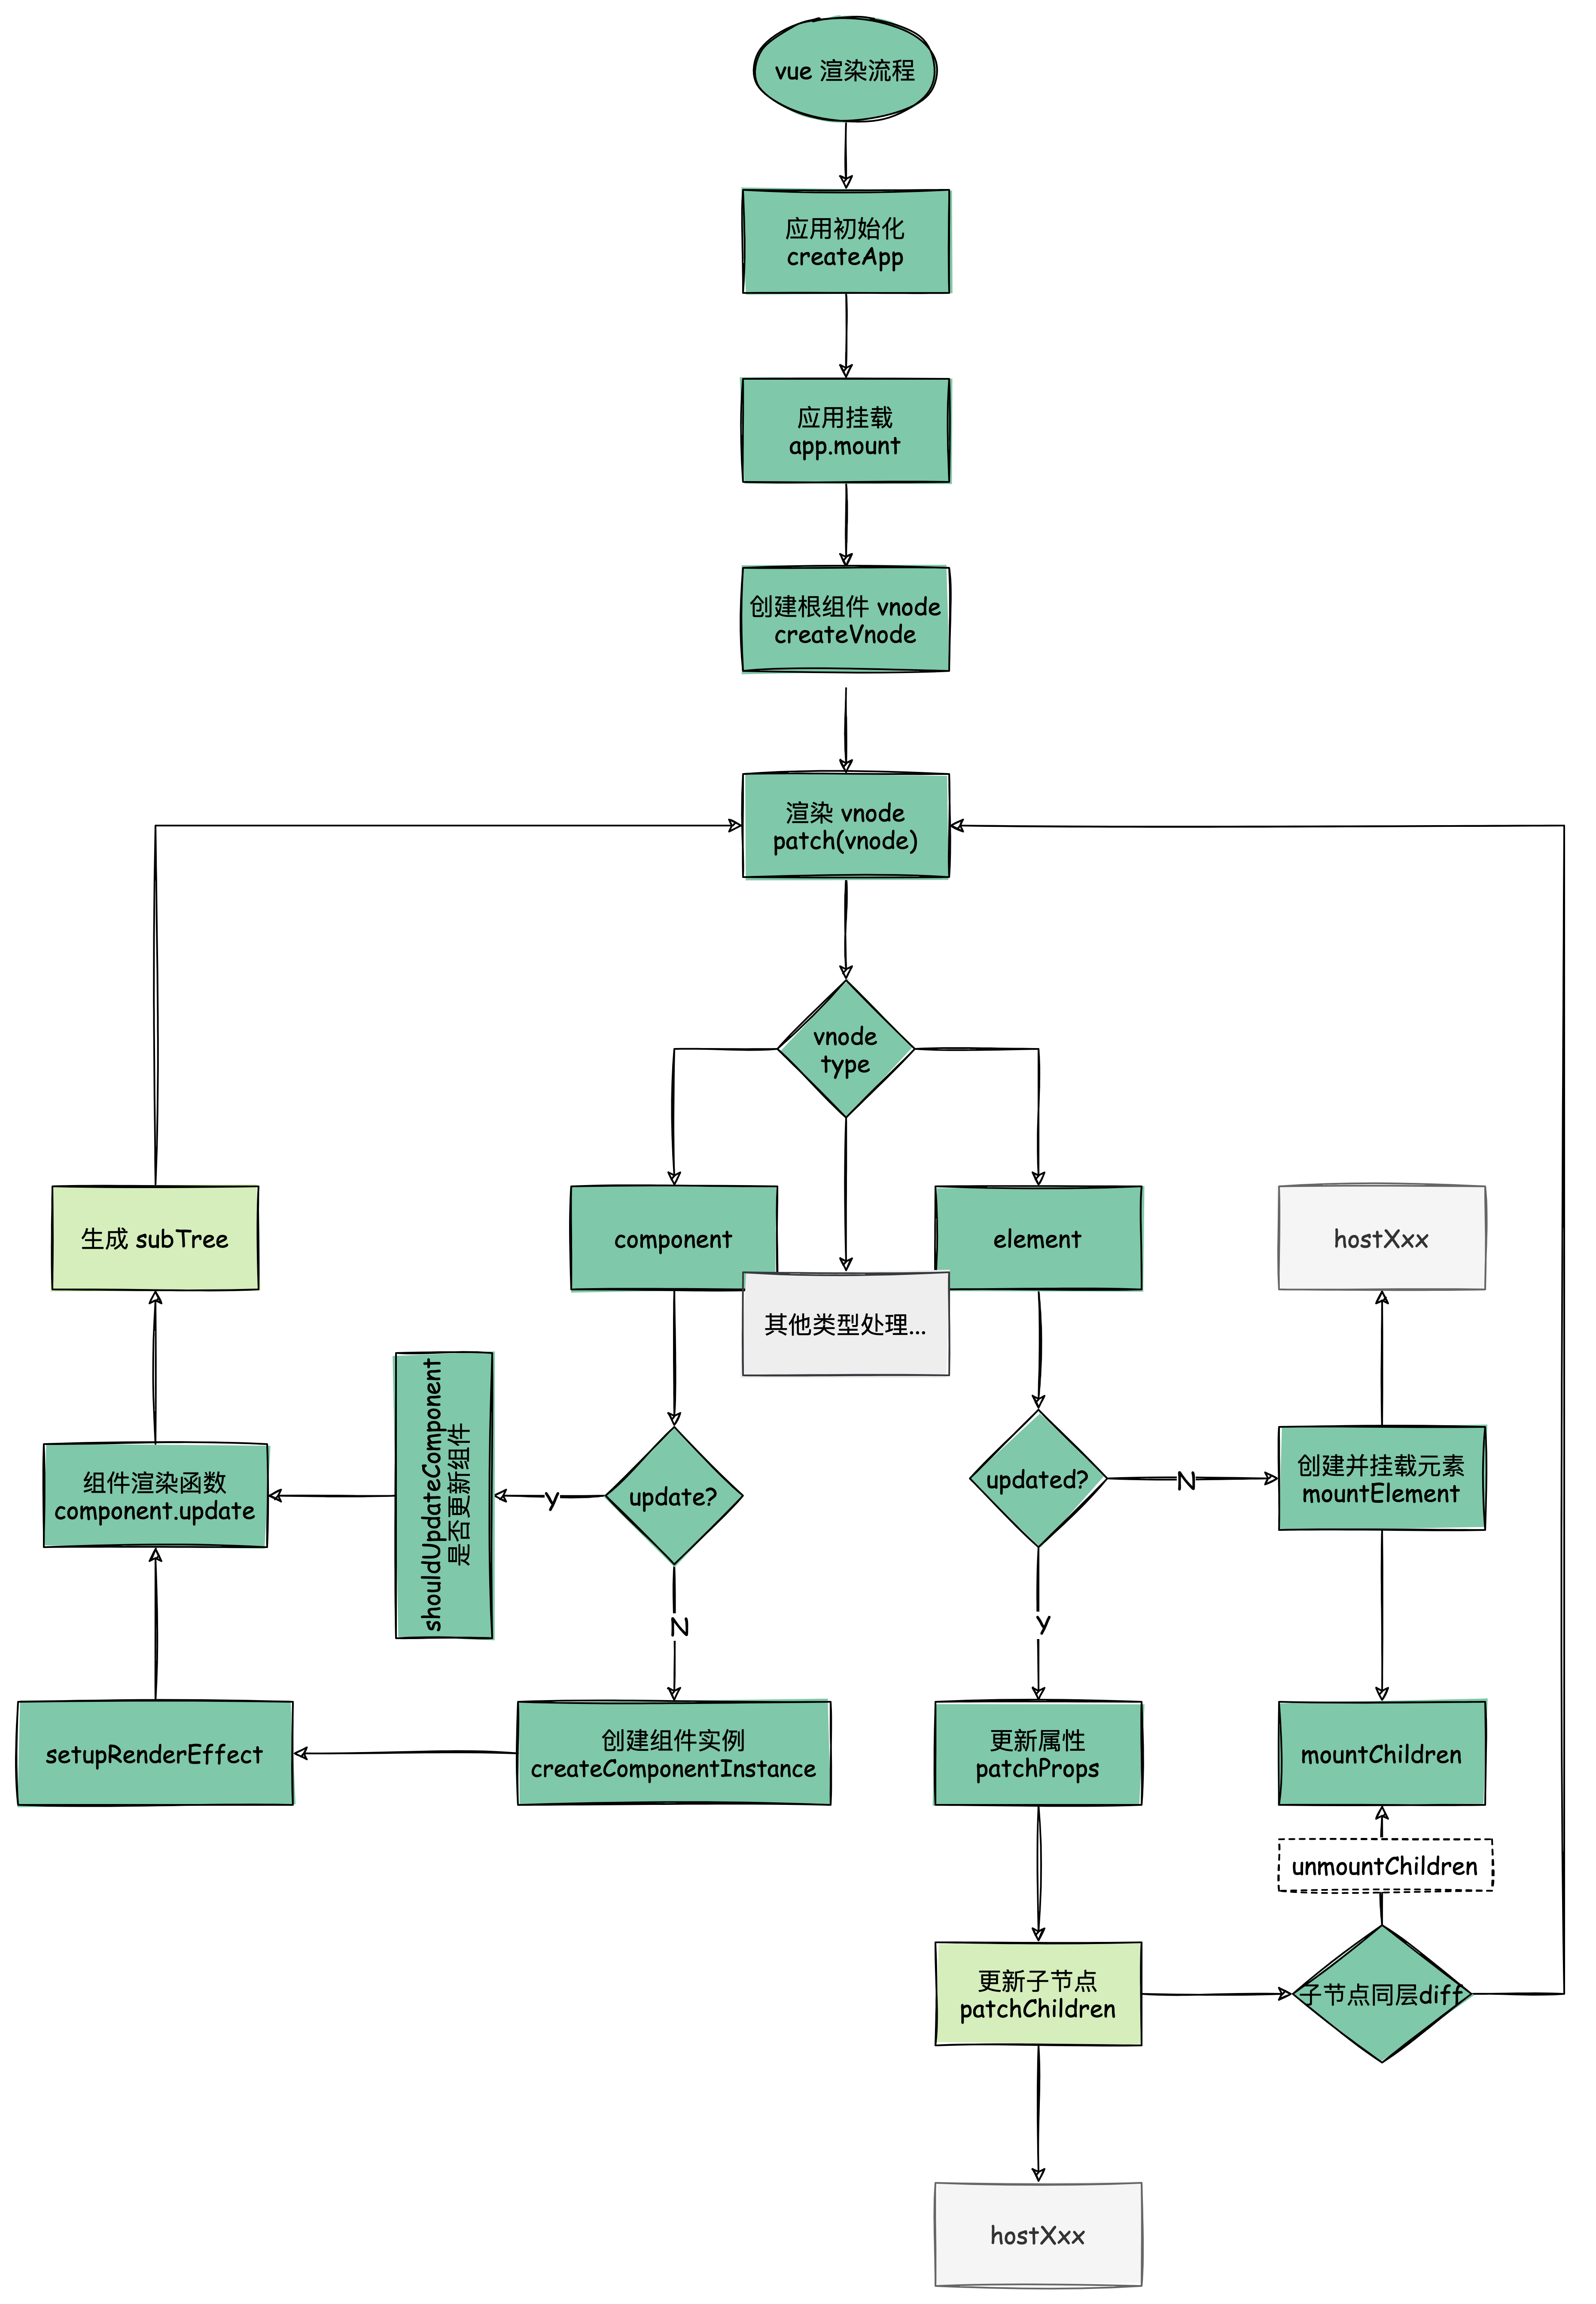 vue 渲染流程
应用初始化
createApp
应用挂载
app.mount
创建根组件 vnode
createVnode
渲染 vnode
patch(vnode)
vnode
type
生成 subTree
component
element
hostXxx
其他类型处理...
组件渲染函数
component.update
shouldUpdateComponent
是否更新组件
Y
update?
updated?
N
创建并挂载元素
mountElement
N
Y
setupRenderEffect
创建组件实例
createComponentInstance
更新属性
patchProps
mountChildren
unmountChildren
更新子节点
patchChildren
子节点同层diff
hostXxx